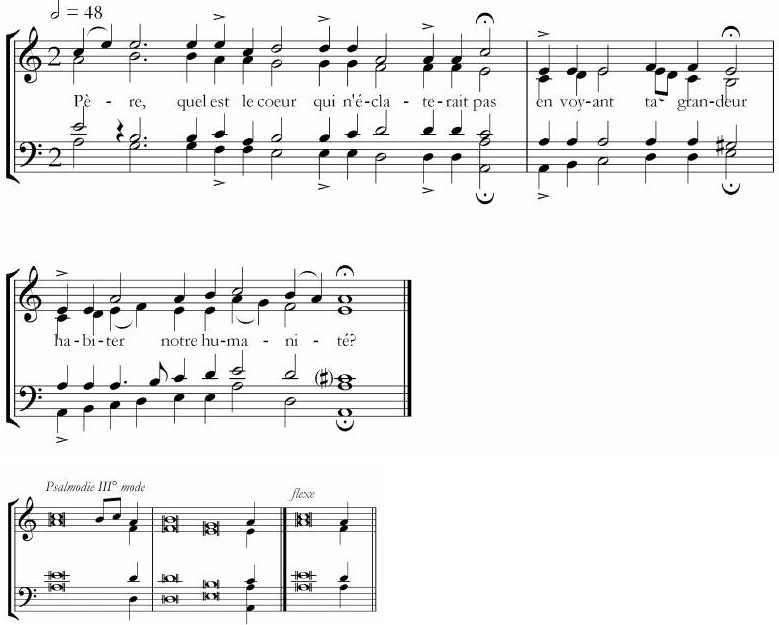 𝅗𝅥 = 48
Pè - re, quel est le coeur qui n'é-cla - te-rait pas en voy-ant ta - gran-deur
ha - bi - ter notre hu-ma - ni - té?
Psalmodie III° mode
flexe